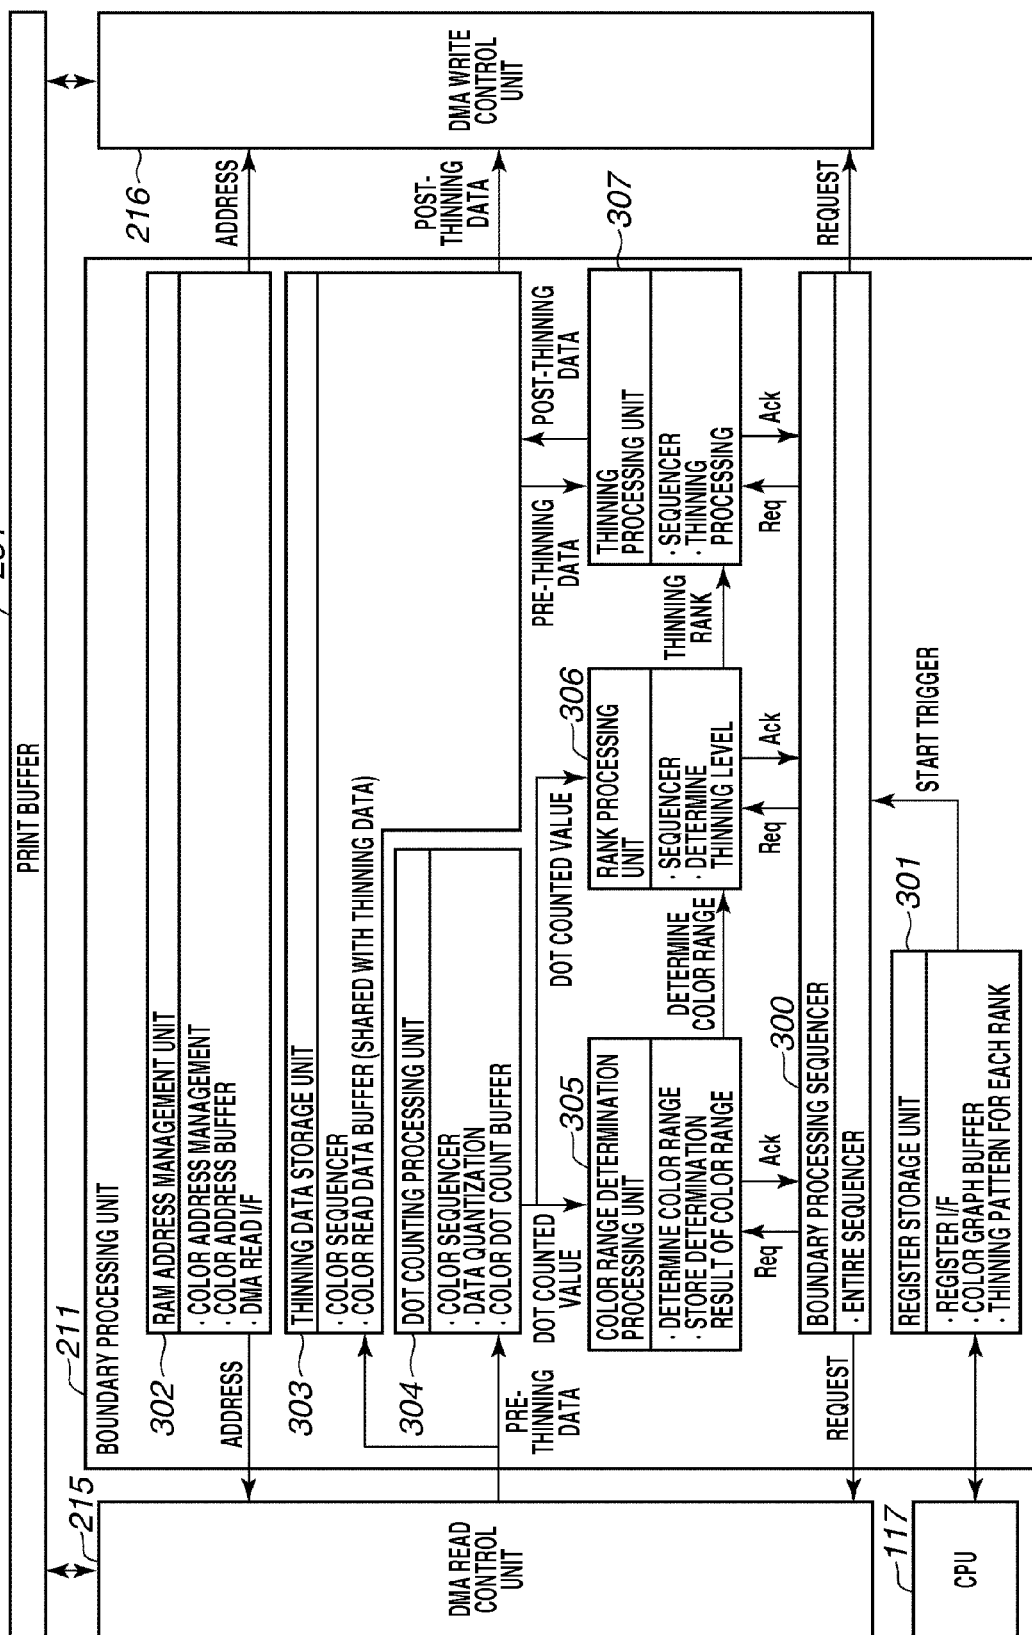 PRINT BUFFER
215
DMA READ
CONTROL
UNIT
117
CPU
211
BOUNDARY PROCESSING UNIT
302
RAM ADDRESS MANAGEMENT UNIT
· COLOR ADDRESS MANAGEMENT
· COLOR ADDRESS BUFFER
· DMA READ I/F
ADDRESS
ADDRESS
303
THINNING DATA STORAGE UNIT
· COLOR SEQUENCER
· COLOR READ DATA BUFFER (SHARED WITH THINNING DATA)
304
DOT COUNTING PROCESSING UNIT
· COLOR SEQUENCER
· DATA QUANTIZATION
· COLOR DOT COUNT BUFFER
PRE-
THINNING
DATA
POST-
THINNING
DATA
DOT COUNTED
VALUE
DOT COUNTED VALUE
PRE-THINNING
DATA
POST-THINNING
DATA
305
COLOR RANGE DETERMINATION
PROCESSING UNIT
· DETERMINE COLOR RANGE
· STORE DETERMINATION
RESULT OF COLOR RANGE
DETERMINE
COLOR RANGE
306
RANK PROCESSING
UNIT
· SEQUENCER
· DETERMINE
THINNING LEVEL
THINNING
RANK
307
THINNING
PROCESSING UNIT
· SEQUENCER
· THINNING
PROCESSING
Req
Ack
Req
Ack
Req
Ack
300
BOUNDARY PROCESSING SEQUENCER
· ENTIRE SEQUENCER
REQUEST
REQUEST
301
REGISTER STORAGE UNIT
· REGISTER I/F
· COLOR GRAPH BUFFER
· THINNING PATTERN FOR EACH RANK
START TRIGGER
216
DMA WRITE
CONTROL
UNIT